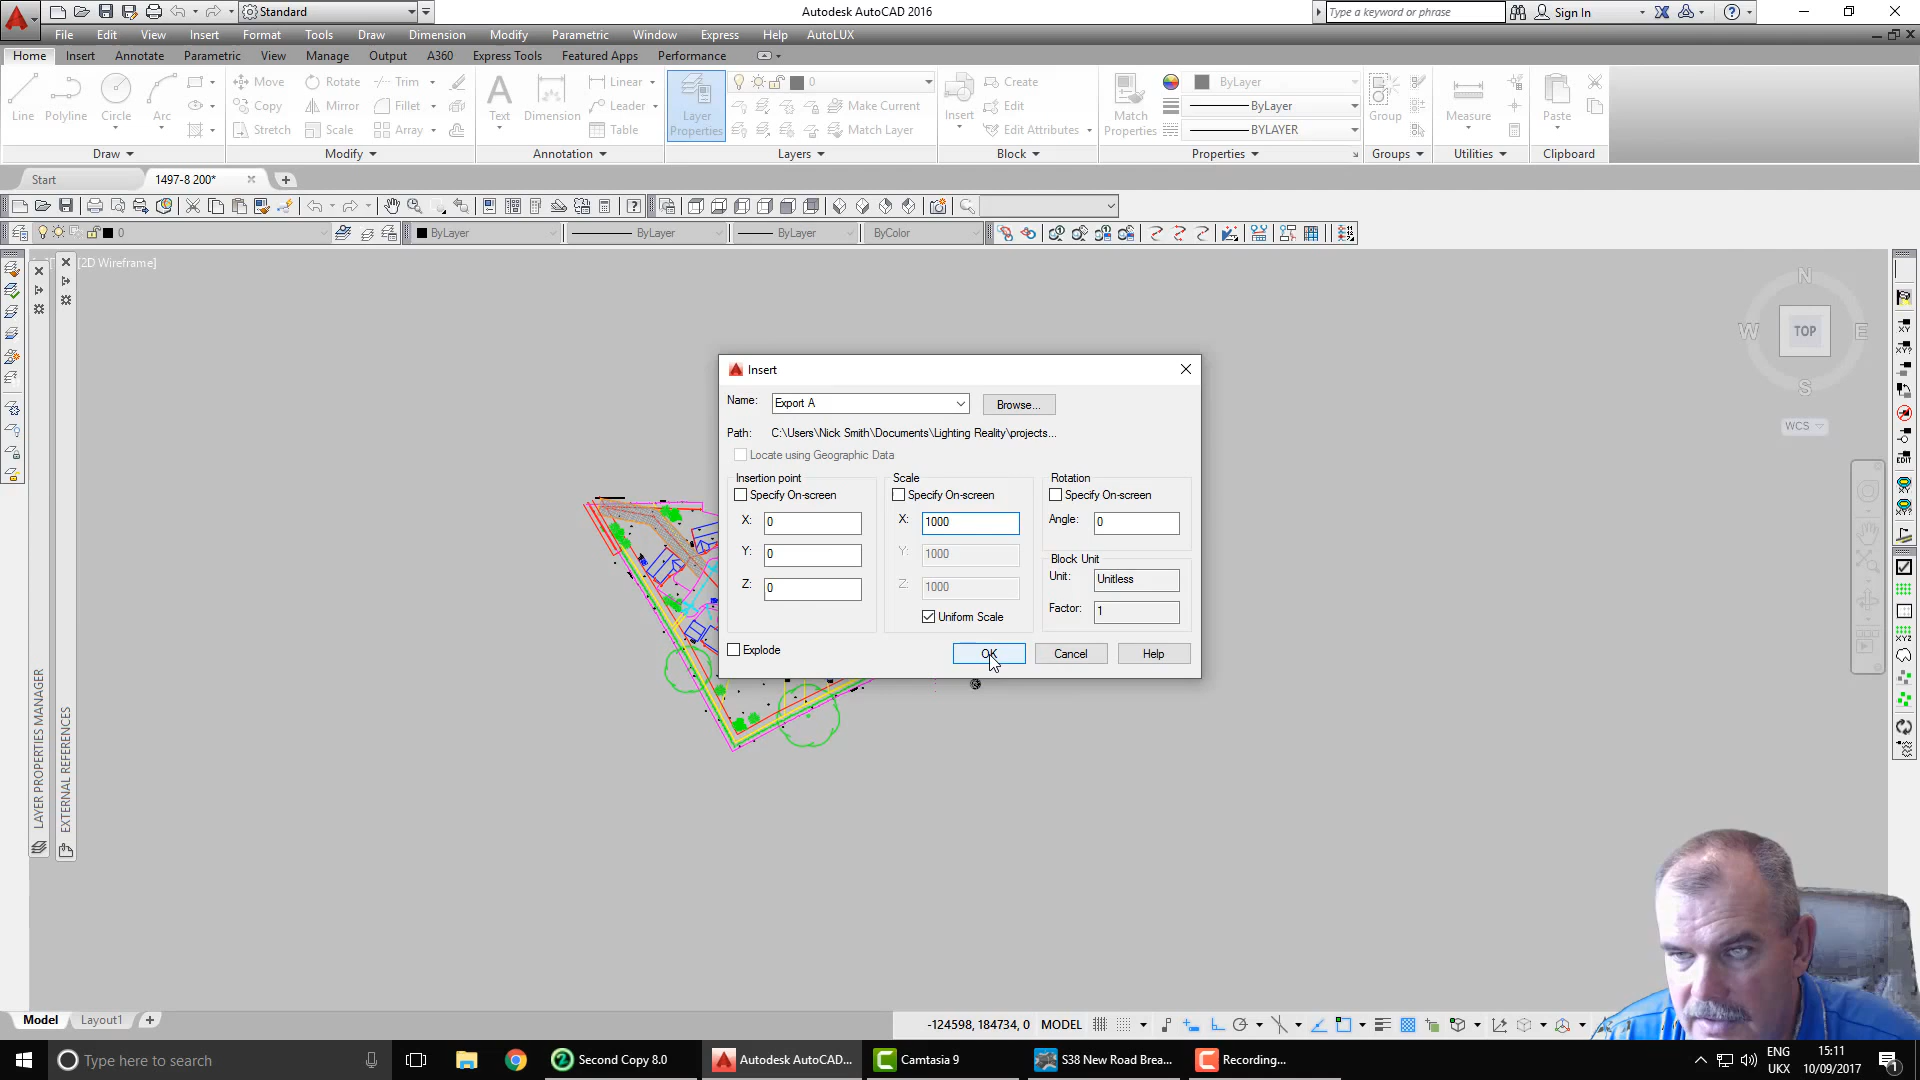 Standard
Autodesk AutoCAD 2016
Type a keyword or phrase
Sign In
File Edit View Insert Format Tools Draw Dimension Modify Parametric Window Express Help AutoLUX
Home Insert Annotate Parametric View Manage Output A360 Express Tools Featured Apps Performance
Line Polyline Circle Arc
Move Rotate Trim
Copy Mirror Fillet
Stretch Scale Array
Text Dimension
Linear
Leader
Table
Layer Properties
0
Make Current
Match Layer
Insert
Create
Edit
Edit Attributes
Match Properties
ByLayer
ByLayer
BYLAYER
Group
Measure
Paste
Draw Modify Annotation Layers Block Properties Groups Utilities Clipboard
Start 1497-8 200*
0 ByLayer ByLayer ByLayer ByColor
[2D Wireframe]
N
W TOP E
S
WCS
LAYER PROPERTIES MANAGER
EXTERNAL REFERENCES
XY
XY?
EDIT
XYZ
Insert
Name: Export A Browse...
Path: C:\Users\Nick Smith\Documents\Lighting Reality\projects...
Locate using Geographic Data
Insertion point Scale Rotation
Specify On-screen Specify On-screen Specify On-screen
X: 0 X: 1000 Angle: 0
Y: 0 Y: 1000
Z: 0 Z: 1000
Block Unit
Unit: Unitless
Factor: 1
Uniform Scale
Explode OK Cancel Help
Model Layout1
-124598, 184734, 0 MODEL
Type here to search
Second Copy 8.0
Autodesk AutoCAD...
Camtasia 9
S38 New Road Brea...
Recording...
ENG
UKX
15:11
10/09/2017
1